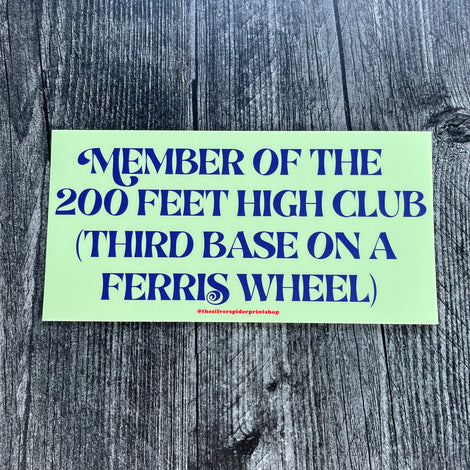 MEMBER OF THE
200 FEET HIGH CLUB
(THIRD BASE ON A
FERRIS WHEEL)
@thesilverspiderprintshop